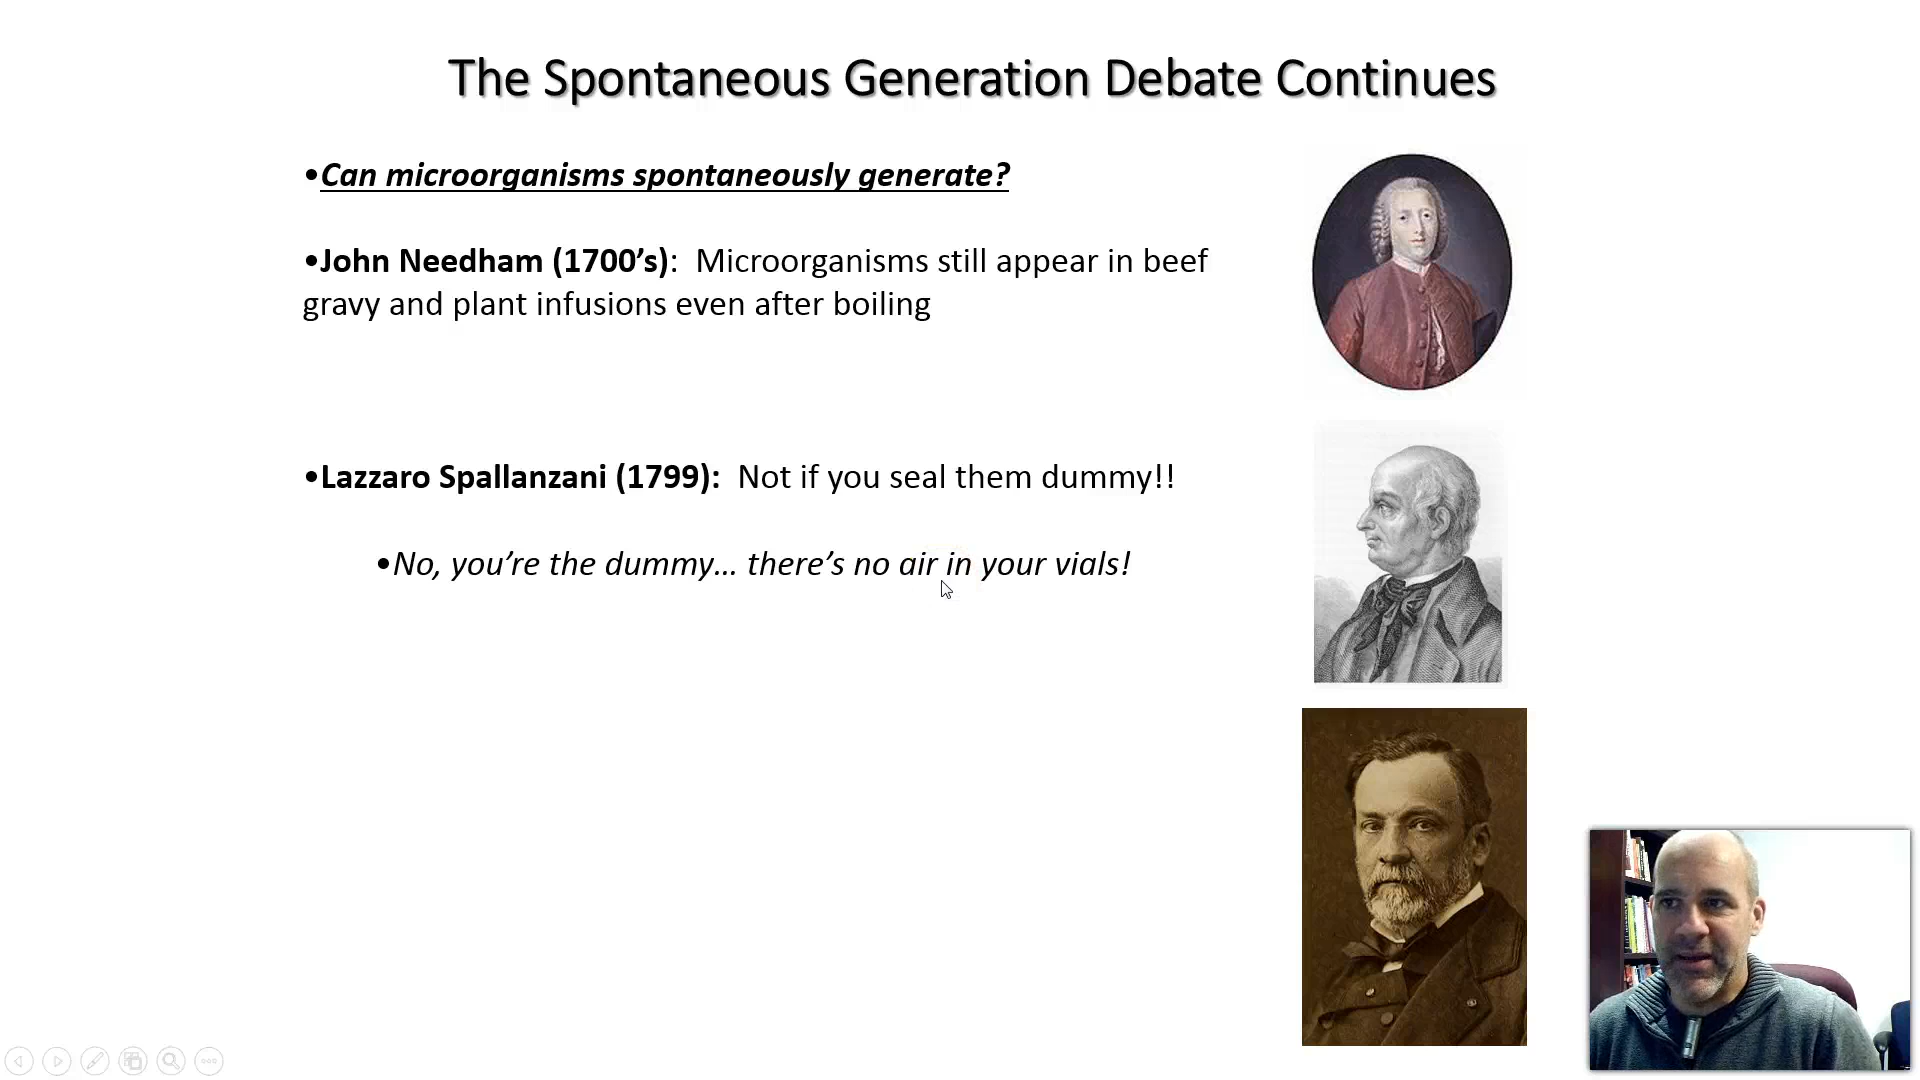 The Spontaneous Generation Debate Continues
•Can microorganisms spontaneously generate?
•John Needham (1700’s):  Microorganisms still appear in beef
gravy and plant infusions even after boiling
•Lazzaro Spallanzani (1799):  Not if you seal them dummy!!
•No, you’re the dummy… there’s no air in your vials!